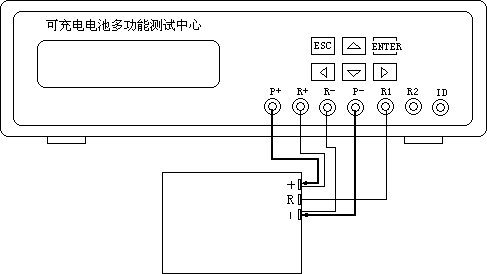 可充电电池多功能测试中心
ESC
ENTER
P+ R+ R- P- R1 R2 ID
+
R
-